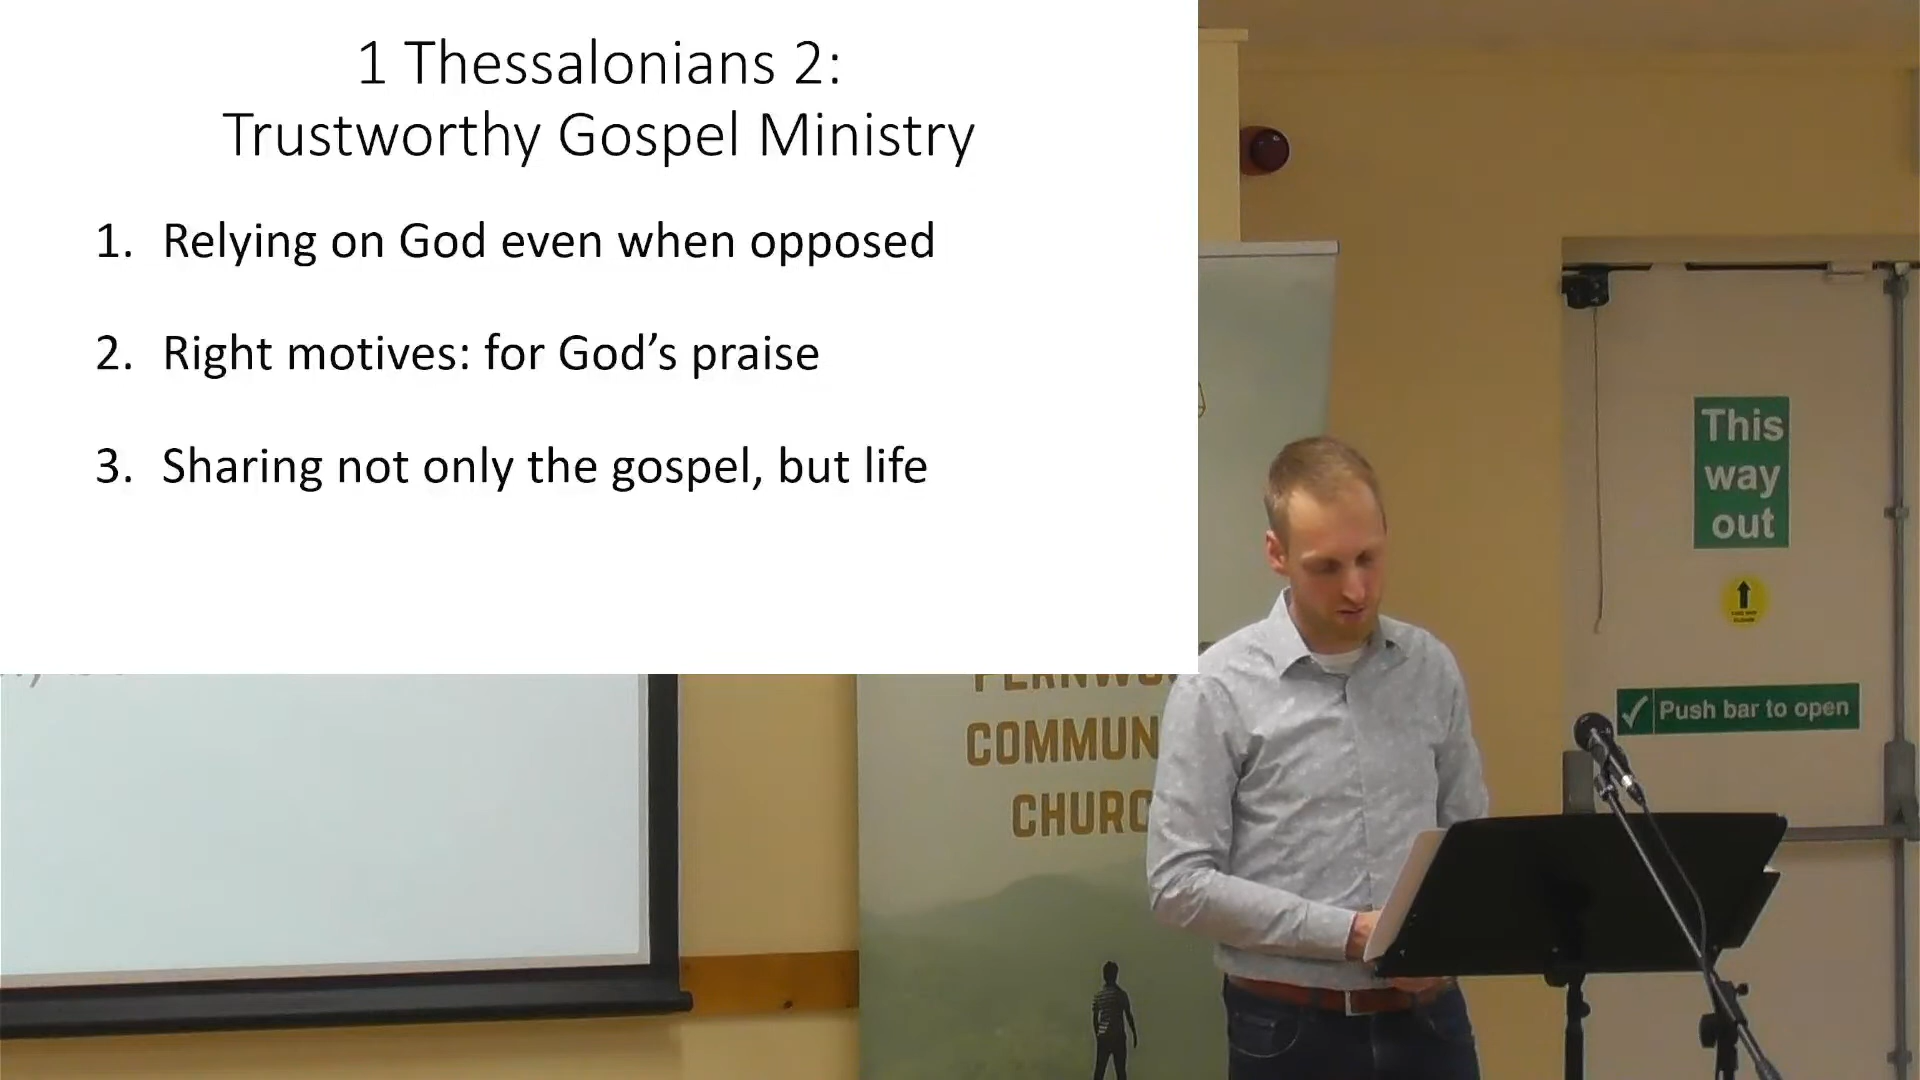 1 Thessalonians 2:
Trustworthy Gospel Ministry
1. Relying on God even when opposed
2. Right motives: for God’s praise
3. Sharing not only the gospel, but life
This
way
out
Push bar to open
COMMUN
CHURC